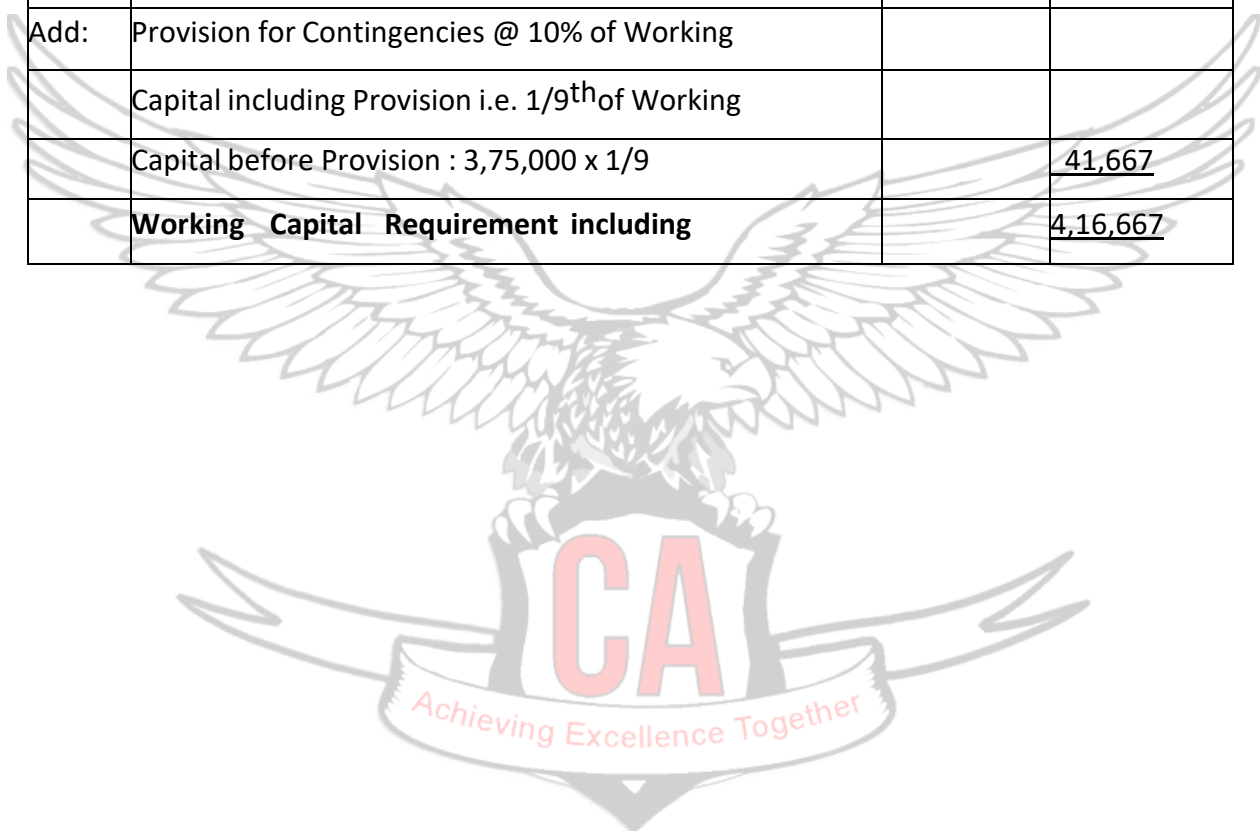 Add: Provision for Contingencies @ 10% of Working
Capital including Provision i.e. 1/9th of Working
Capital before Provision : 3,75,000 x 1/9 41,667
Working Capital Requirement including 4,16,667
CA
Achieving Excellence Together